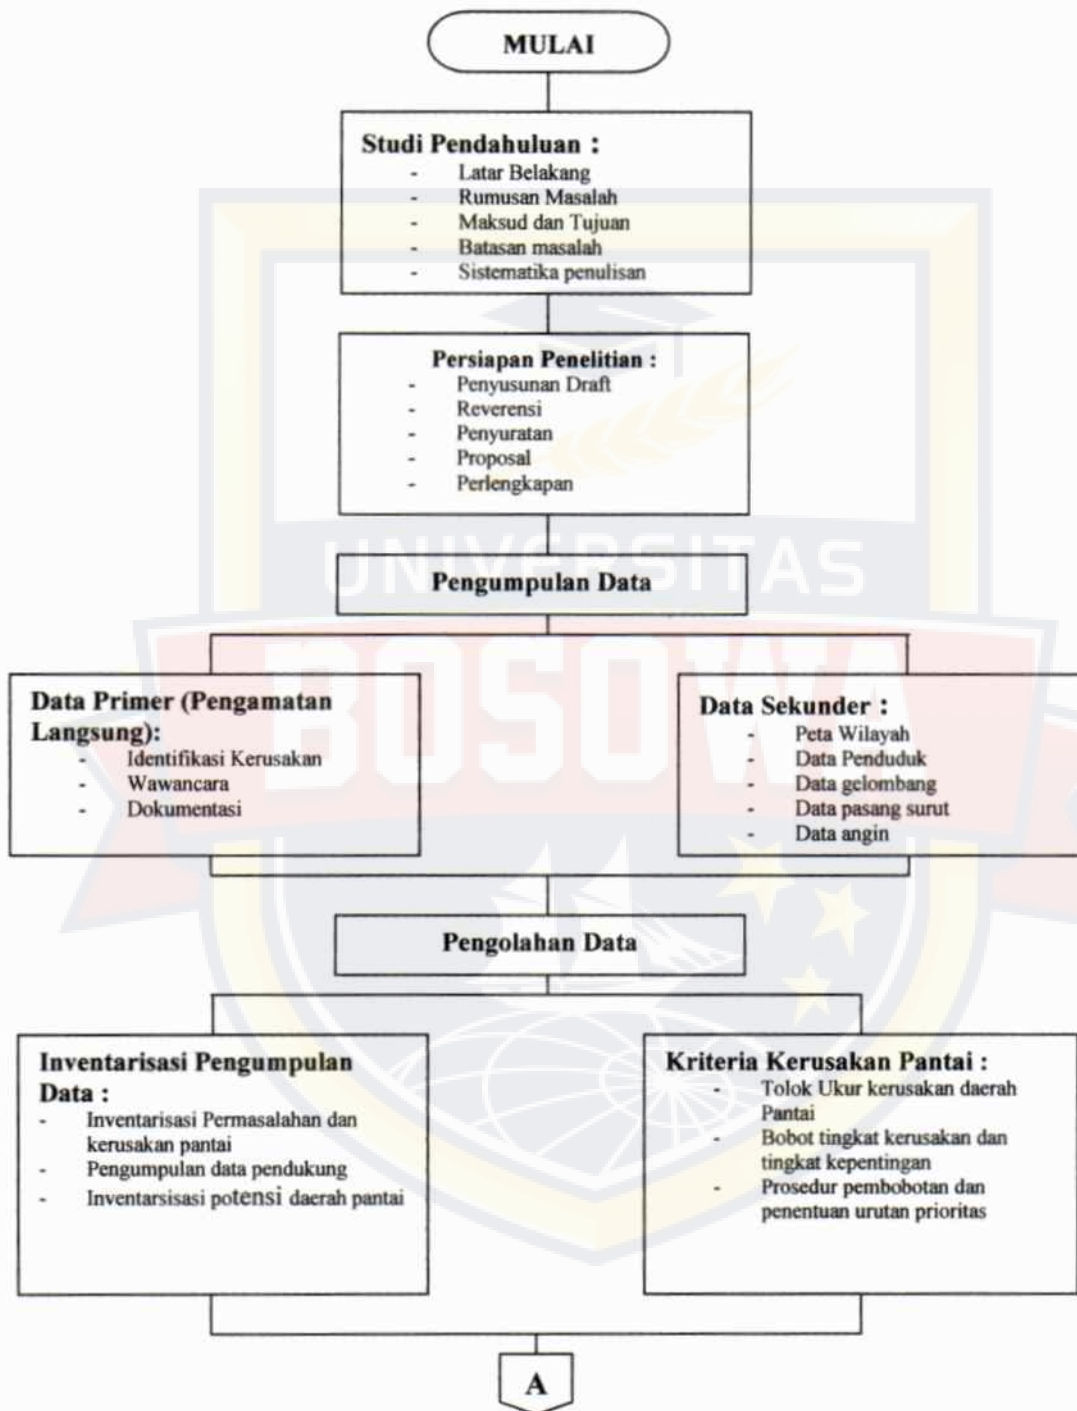 MULAI
Studi Pendahuluan :
- Latar Belakang
- Rumusan Masalah
- Maksud dan Tujuan
- Batasan masalah
- Sistematika penulisan
Persiapan Penelitian :
- Penyusunan Draft
- Reverensi
- Penyuratan
- Proposal
- Perlengkapan
UNIVERSITAS
Pengumpulan Data
BOSOWA
Data Primer (Pengamatan
Langsung):
- Identifikasi Kerusakan
- Wawancara
- Dokumentasi
Data Sekunder :
- Peta Wilayah
- Data Penduduk
- Data gelombang
- Data pasang surut
- Data angin
Pengolahan Data
Inventarisasi Pengumpulan
Data :
- Inventarisasi Permasalahan dan
kerusakan pantai
- Pengumpulan data pendukung
- Inventarsisasi potensi daerah pantai
Kriteria Kerusakan Pantai :
- Tolok Ukur kerusakan daerah
Pantai
- Bobot tingkat kerusakan dan
tingkat kepentingan
- Prosedur pembobotan dan
penentuan urutan prioritas
A